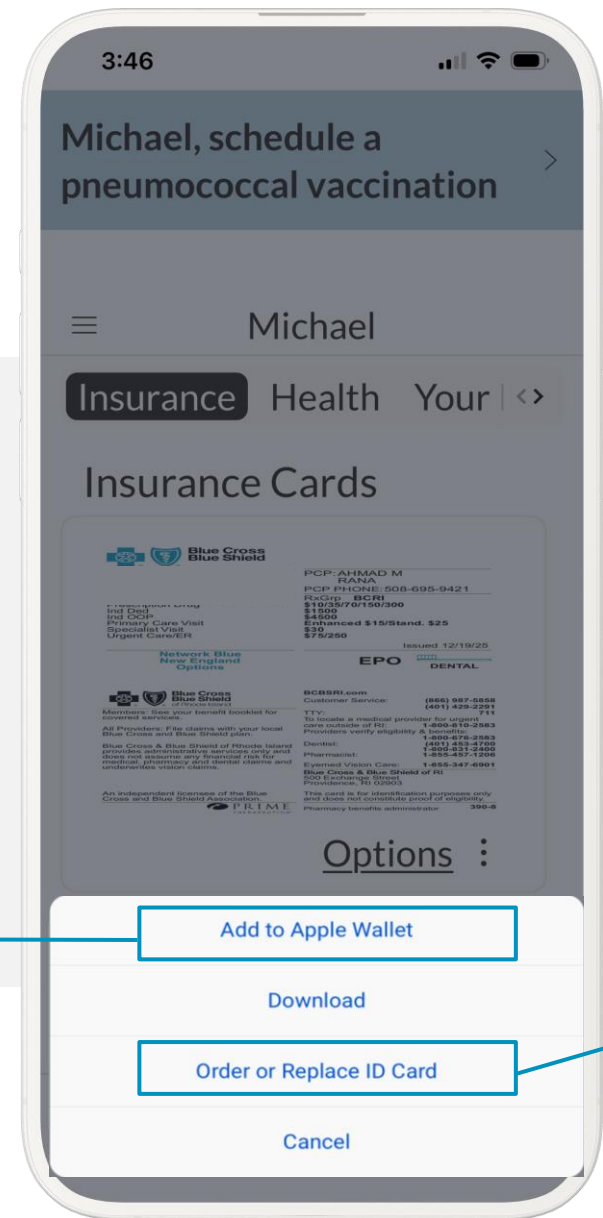 3:46
Michael, schedule a
pneumococcal vaccination
Michael
Insurance Health Your
Insurance Cards
Blue Cross
Blue Shield
PCP: AHMAD M
RANA
PCP PHONE: 508-695-9421
RxGrp BCRI
Prescription Drug $10/35/70/150/300
Ind Ded $1500
Ind OOP $4500
Primary Care Visit Enhanced $15/Stand. $25
Specialist Visit $30
Urgent Care/ER $75/250
Issued 12/19/25
Network Blue
New England
Options
EPO
DENTAL
Blue Cross
Blue Shield
of Rhode Island
Members: See your benefit booklet for
covered services.
All Providers: File claims with your local
Blue Cross and Blue Shield plan.
Blue Cross & Blue Shield of Rhode Island
provides administrative services only and
does not assume any financial risk for
medical, pharmacy and dental claims and
underwrites vision claims.
An independent licensee of the Blue
Cross and Blue Shield Association.
PRIME
BCBSRI.com
Customer Service: (866) 987-5858
(401) 429-2291
TTY: 711
To locate a medical provider for urgent
care outside of RI: 1-800-810-2583
Providers verify eligibility & benefits:
1-800-676-2583
Dentist: (401) 453-4700
1-800-831-2400
Pharmacist: 1-855-457-1206
Eyemed Vision Care: 1-855-347-6901
Blue Cross & Blue Shield of RI
500 Exchange Street
Providence, RI 02903
This card is for identification purposes only
and does not constitute proof of eligibility.
Pharmacy benefits administrator 390-8
Options
Add to Apple Wallet
Download
Order or Replace ID Card
Cancel